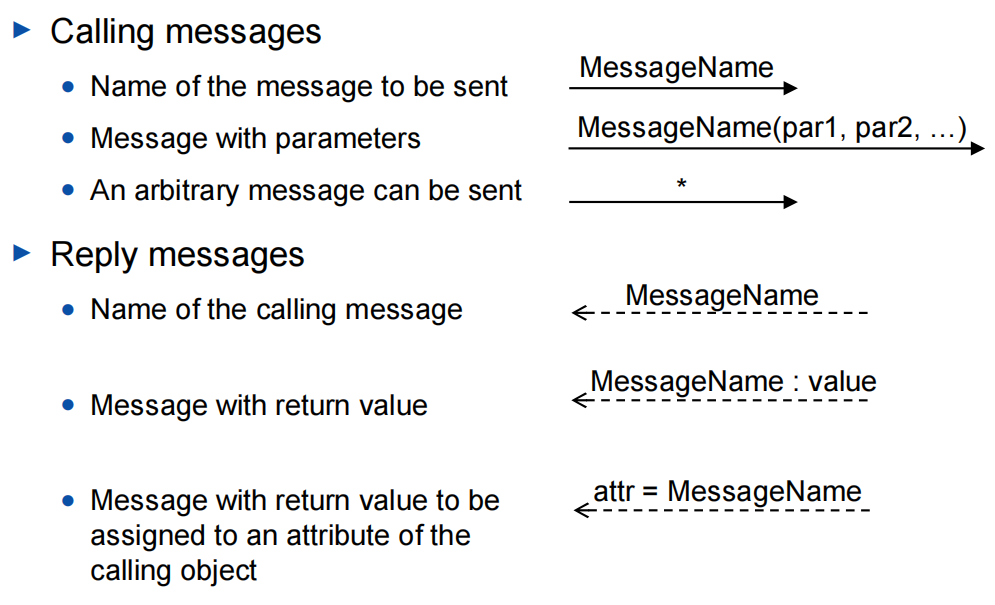 Calling messages
Name of the message to be sent
MessageName
Message with parameters
MessageName(par1, par2, …)
An arbitrary message can be sent
*
Reply messages
Name of the calling message
MessageName
Message with return value
MessageName : value
Message with return value to be
assigned to an attribute of the
calling object
attr = MessageName